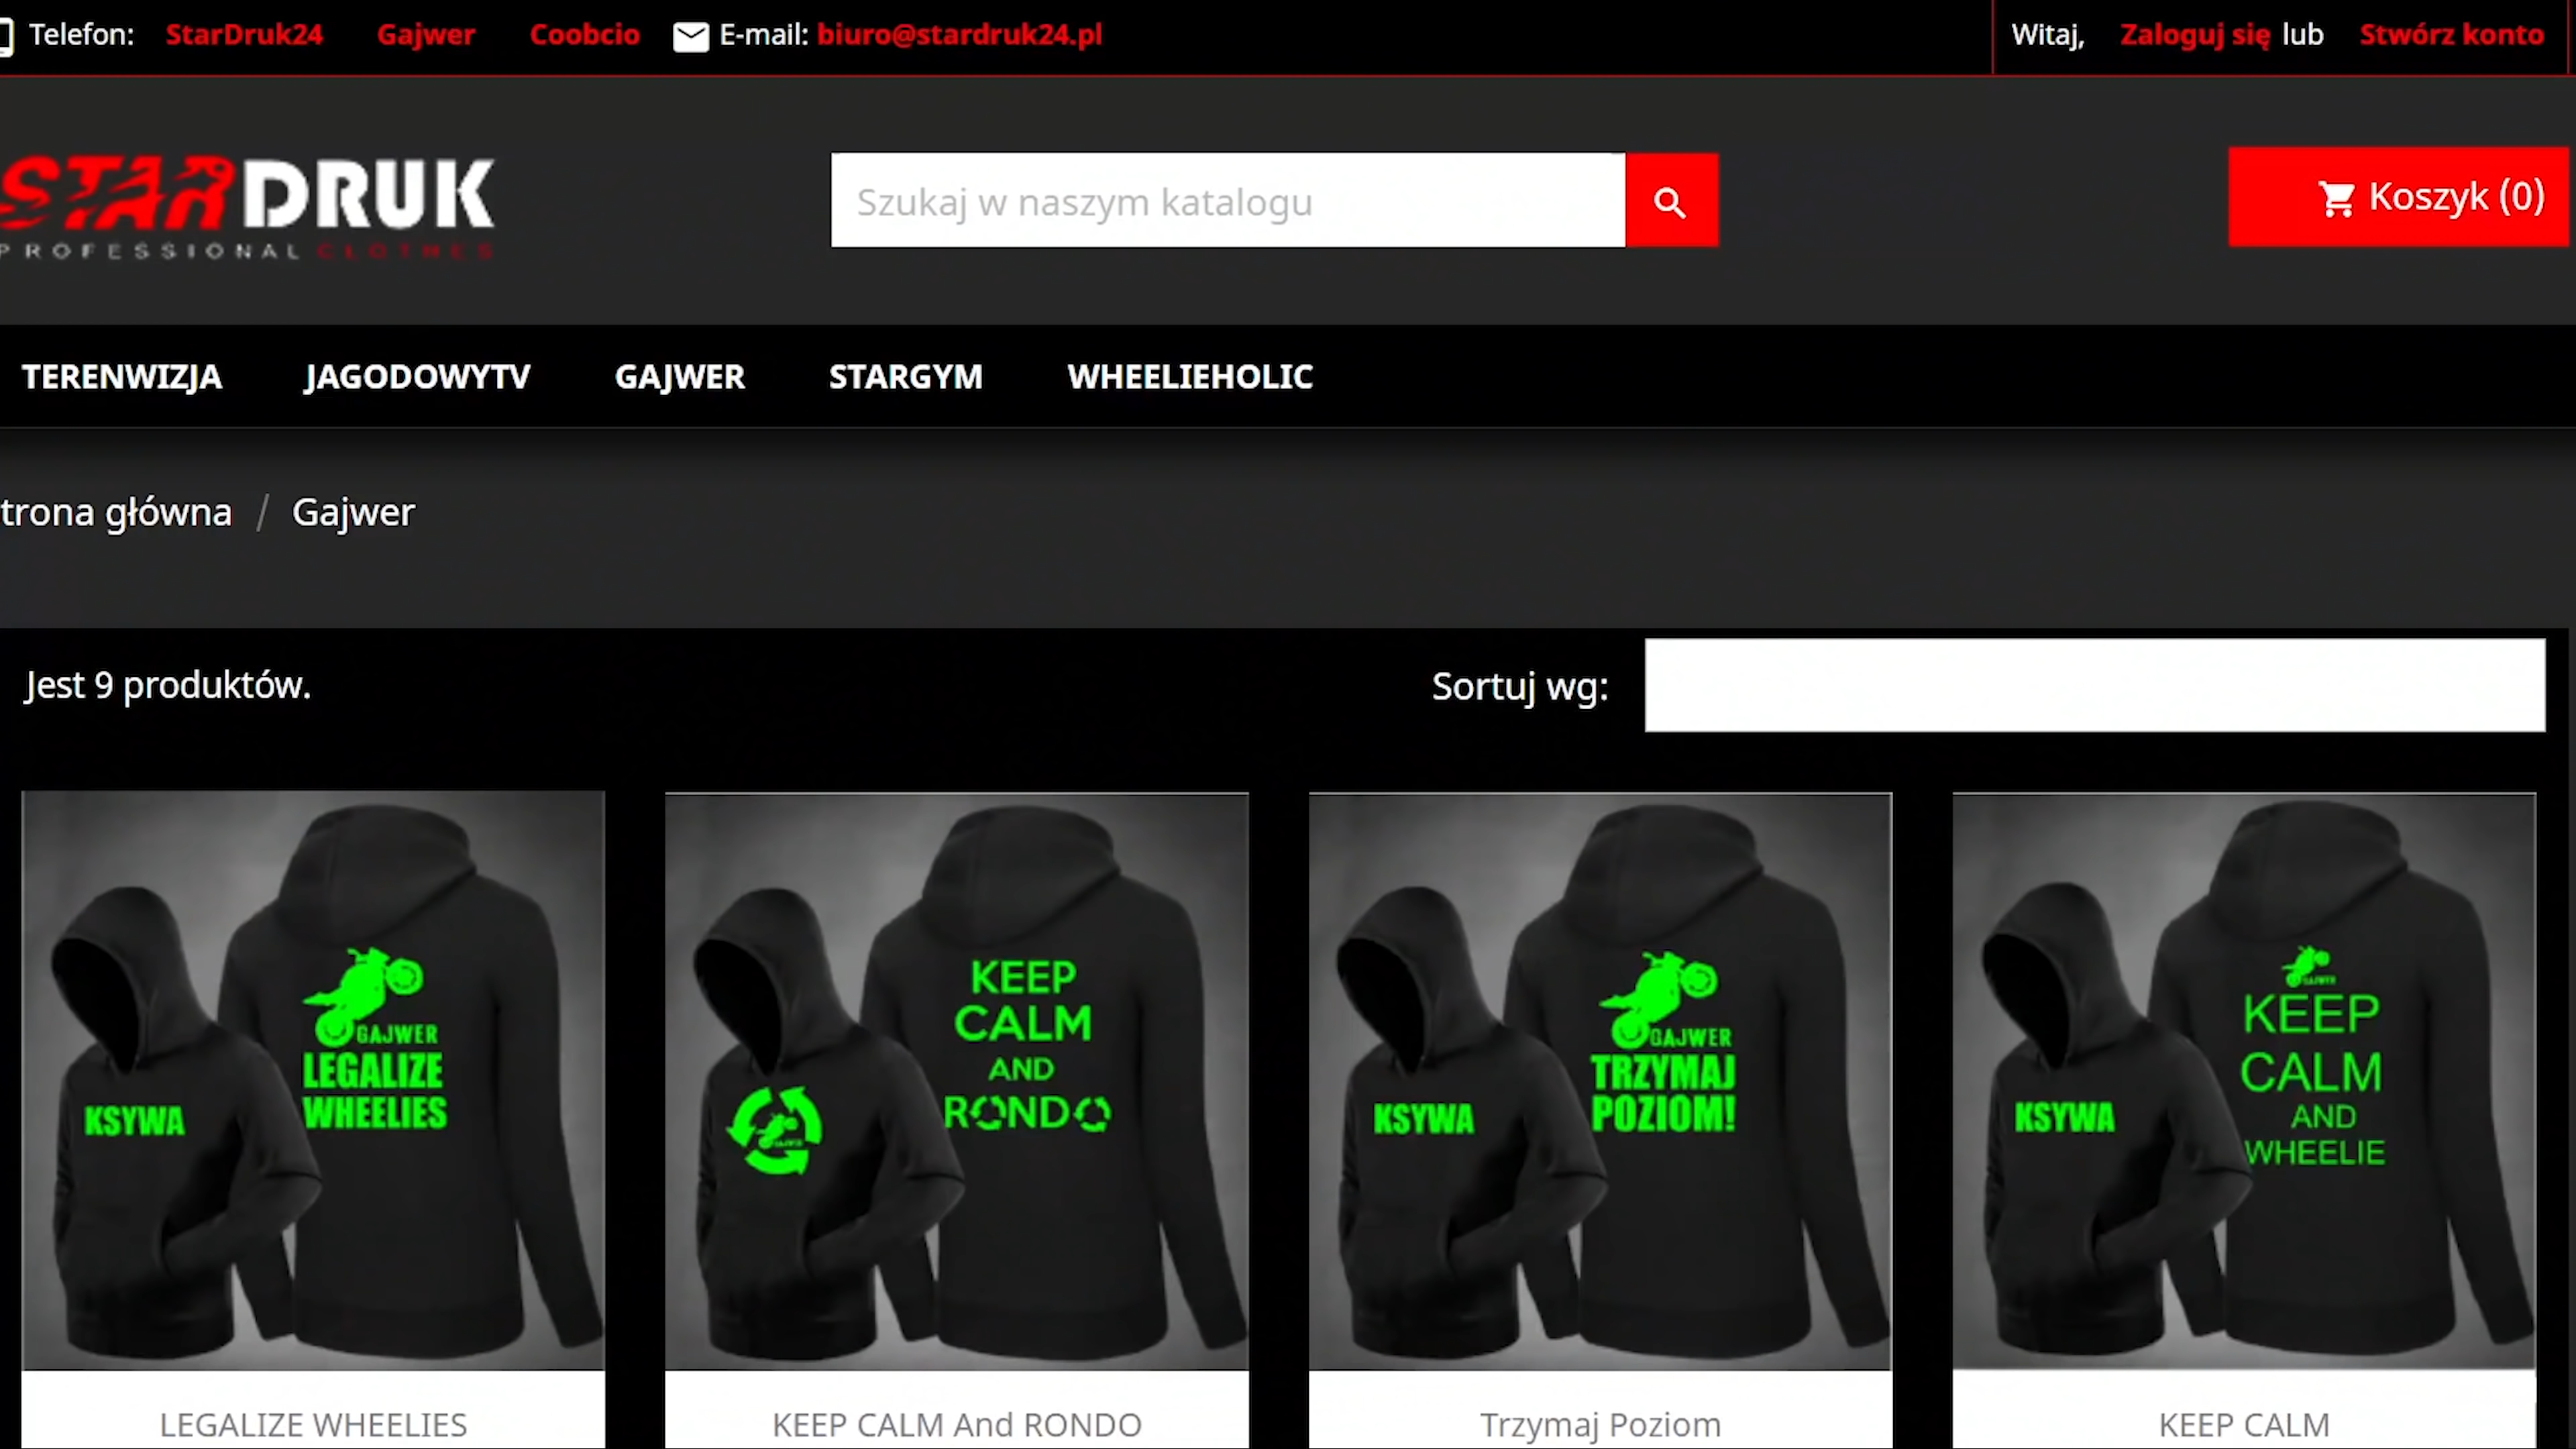 Telefon: StarDruk24 Gajwer Coobcio E-mail: biuro@stardruk24.pl Witaj, Zaloguj się lub Stwórz konto
STARDRUK
PROFESSIONAL CLOTHES
Szukaj w naszym katalogu
Koszyk (0)
TERENWIZJA JAGODOWYTV GAJWER STARGYM WHEELIEHOLIC
trona główna / Gajwer
Jest 9 produktów. Sortuj wg:
KSYWA
GAJWER
LEGALIZE
WHEELIES
KEEP
CALM
AND
RONDO
KSYWA
GAJWER
TRZYMAJ
POZIOM!
KSYWA
GAJWER
KEEP
CALM
AND
WHEELIE
LEGALIZE WHEELIES
KEEP CALM And RONDO
Trzymaj Poziom
KEEP CALM